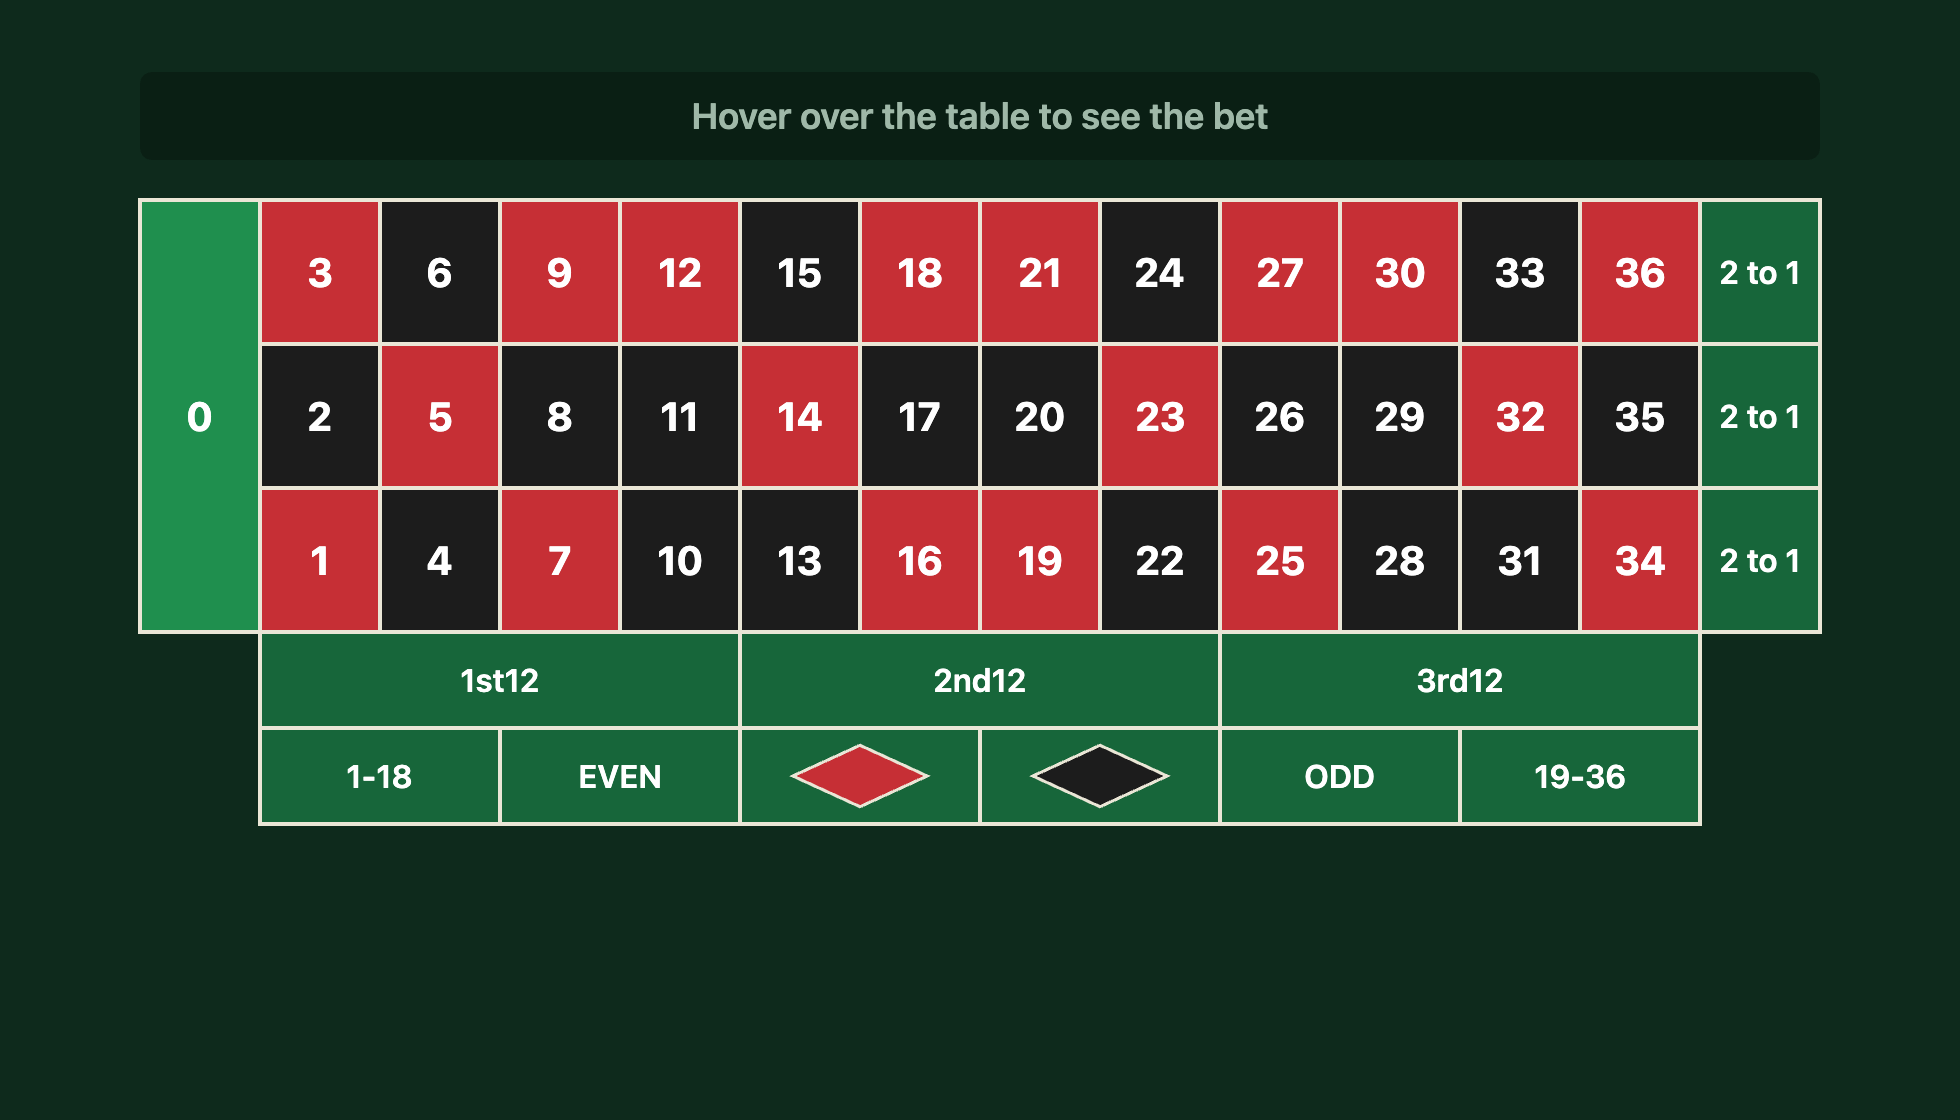 Hover over the table to see the bet
3 6 9 12 15 18 21 24 27 30 33 36 2 to 1
0 2 5 8 11 14 17 20 23 26 29 32 35 2 to 1
1 4 7 10 13 16 19 22 25 28 31 34 2 to 1
1st12 2nd12 3rd12
1-18 EVEN ODD 19-36